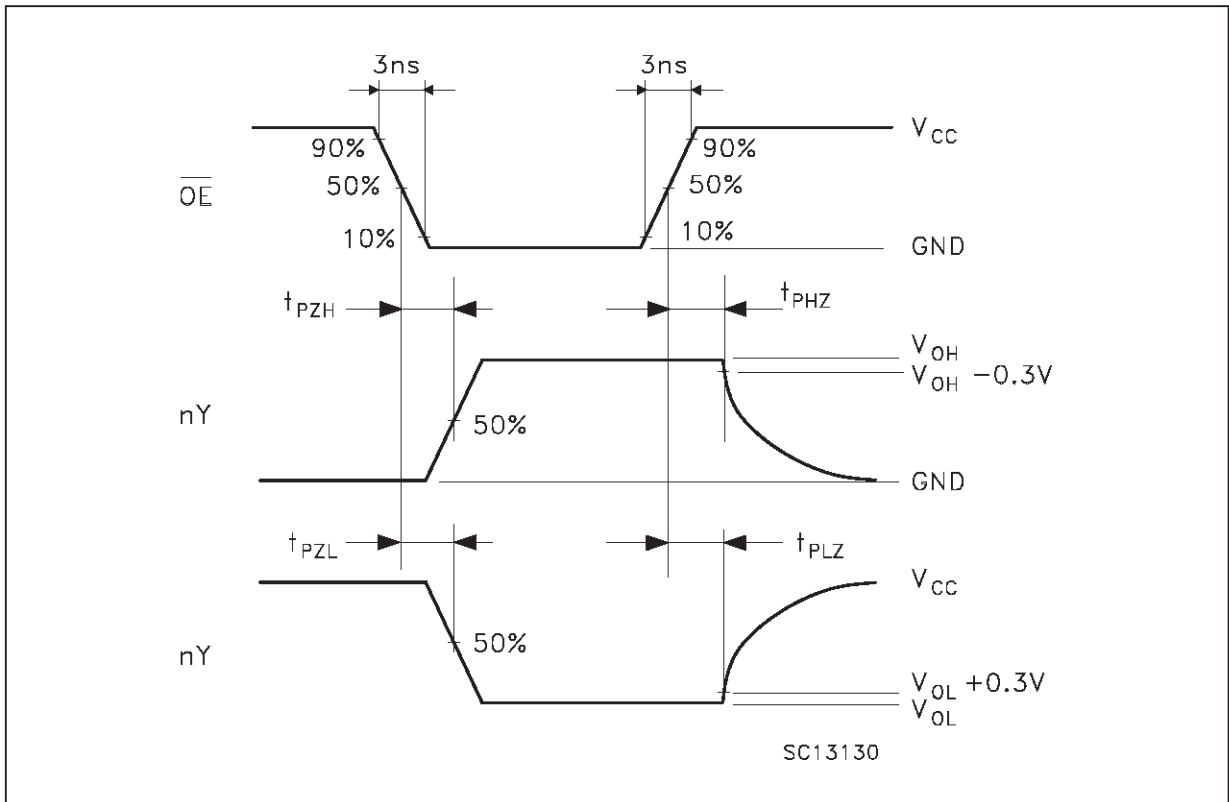 3ns 3ns
V_CC
90% 90%
50% 50%
O̅E̅
10% 10%
GND
t_PZH t_PHZ
V_OH
V_OH −0.3V
nY
50%
GND
t_PZL t_PLZ
V_CC
50%
nY
V_OL +0.3V
V_OL
SC13130